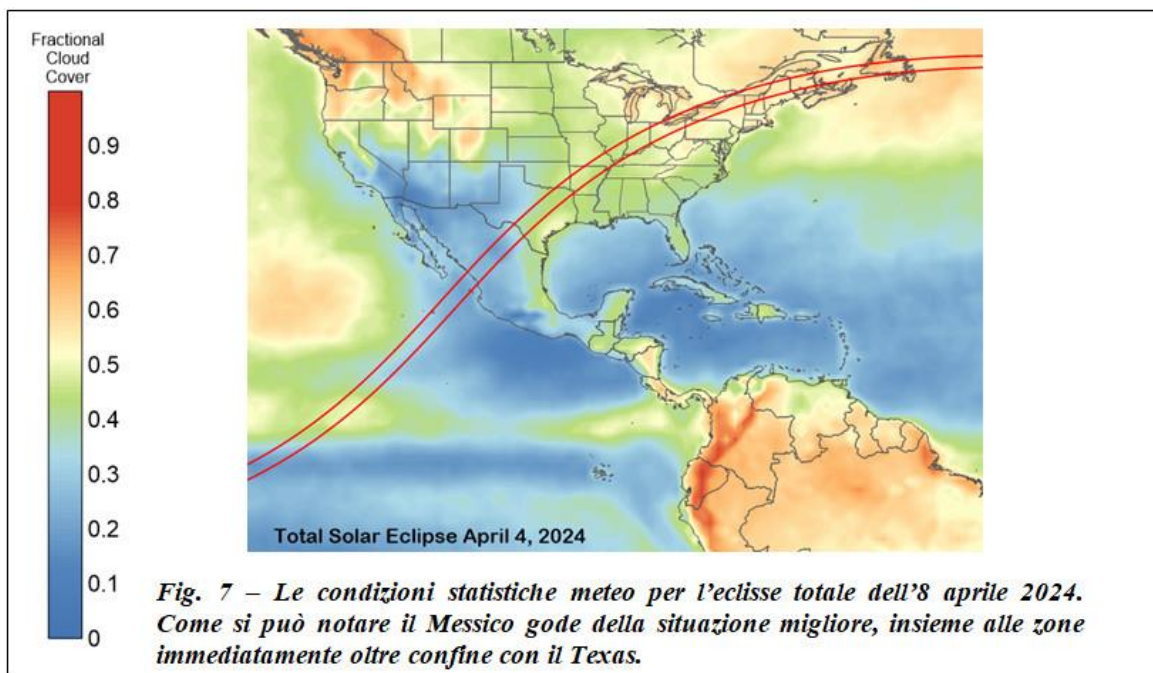 Fractional
Cloud
Cover
0.9
0.8
0.7
0.6
0.5
0.4
0.3
0.2
0.1
0
Total Solar Eclipse April 4, 2024
Fig. 7 – Le condizioni statistiche meteo per l'eclisse totale dell'8 aprile 2024.
Come si può notare il Messico gode della situazione migliore, insieme alle zone
immediatamente oltre confine con il Texas.